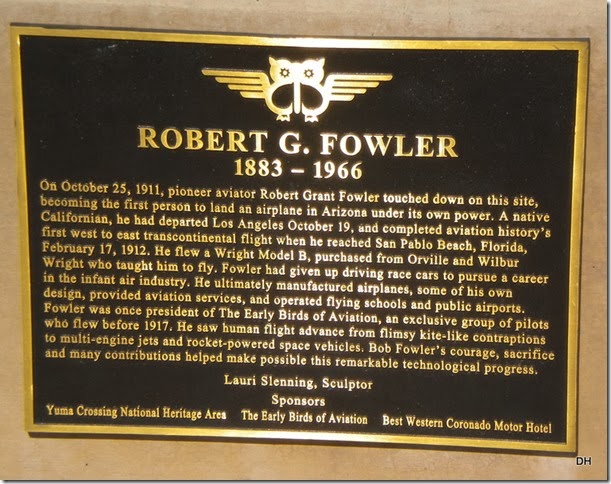 ROBERT G. FOWLER
1883 – 1966
On October 25, 1911, pioneer aviator Robert Grant Fowler touched down on this site,
becoming the first person to land an airplane in Arizona under its own power. A native
Californian, he had departed Los Angeles October 19, and completed aviation history's
first west to east transcontinental flight when he reached San Pablo Beach, Florida,
February 17, 1912. He flew a Wright Model B, purchased from Orville and Wilbur
Wright who taught him to fly. Fowler had given up driving race cars to pursue a career
in the infant air industry. He ultimately manufactured airplanes, some of his own
design, provided aviation services, and operated flying schools and public airports.
Fowler was once president of The Early Birds of Aviation, an exclusive group of pilots
who flew before 1917. He saw human flight advance from flimsy kite-like contraptions
to multi-engine jets and rocket-powered space vehicles. Bob Fowler's courage, sacrifice
and many contributions helped make possible this remarkable technological progress.
Lauri Slenning, Sculptor
Sponsors
Yuma Crossing National Heritage Area The Early Birds of Aviation Best Western Coronado Motor Hotel
DH